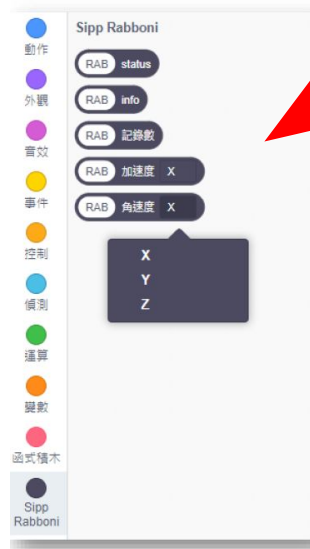 動作
外觀
音效
事件
控制
偵測
運算
變數
函式積木
Sipp
Rabboni
Sipp Rabboni
RAB status
RAB info
RAB 記錄數
RAB 加速度 X
RAB 角速度 X
X
Y
Z